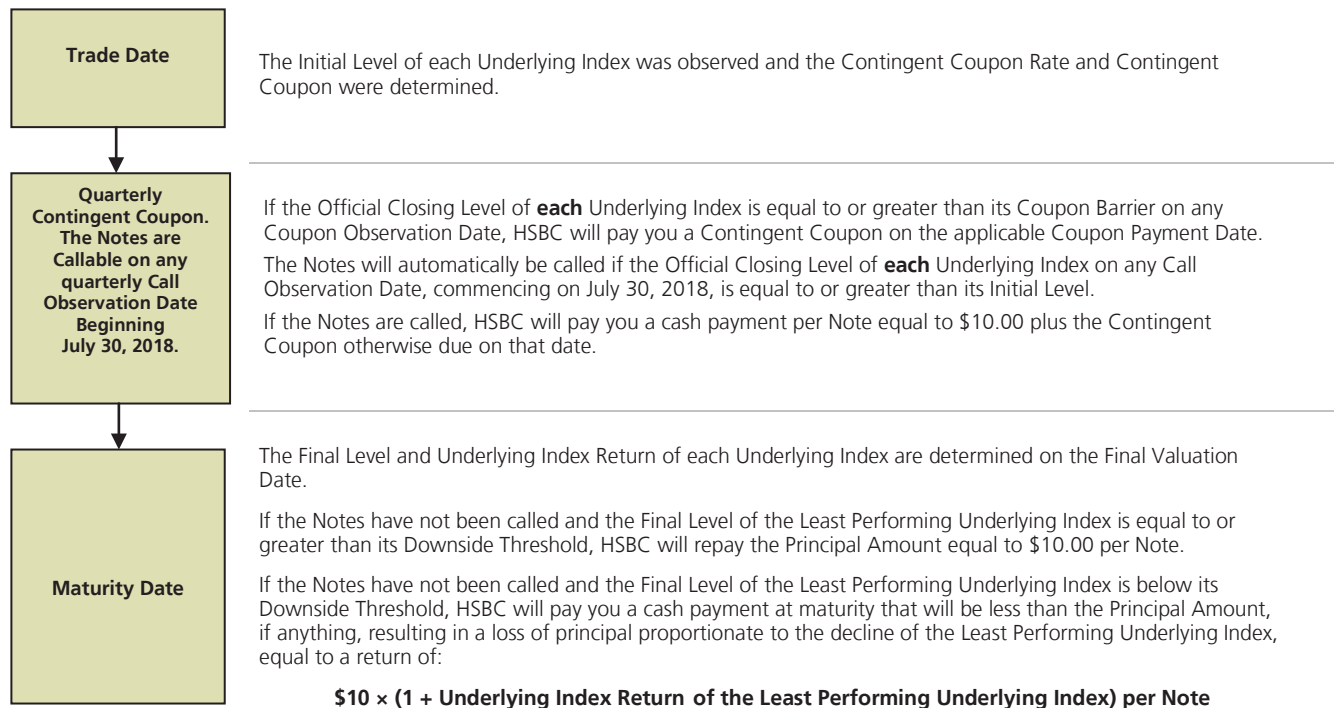 Trade Date
The Initial Level of each Underlying Index was observed and the Contingent Coupon Rate and Contingent
Coupon were determined.
Quarterly
Contingent Coupon.
The Notes are
Callable on any
quarterly Call
Observation Date
Beginning
July 30, 2018.
If the Official Closing Level of each Underlying Index is equal to or greater than its Coupon Barrier on any
Coupon Observation Date, HSBC will pay you a Contingent Coupon on the applicable Coupon Payment Date.
The Notes will automatically be called if the Official Closing Level of each Underlying Index on any Call
Observation Date, commencing on July 30, 2018, is equal to or greater than its Initial Level.
If the Notes are called, HSBC will pay you a cash payment per Note equal to $10.00 plus the Contingent
Coupon otherwise due on that date.
Maturity Date
The Final Level and Underlying Index Return of each Underlying Index are determined on the Final Valuation
Date.
If the Notes have not been called and the Final Level of the Least Performing Underlying Index is equal to or
greater than its Downside Threshold, HSBC will repay the Principal Amount equal to $10.00 per Note.
If the Notes have not been called and the Final Level of the Least Performing Underlying Index is below its
Downside Threshold, HSBC will pay you a cash payment at maturity that will be less than the Principal Amount,
if anything, resulting in a loss of principal proportionate to the decline of the Least Performing Underlying Index,
equal to a return of:
$10 × (1 + Underlying Index Return of the Least Performing Underlying Index) per Note